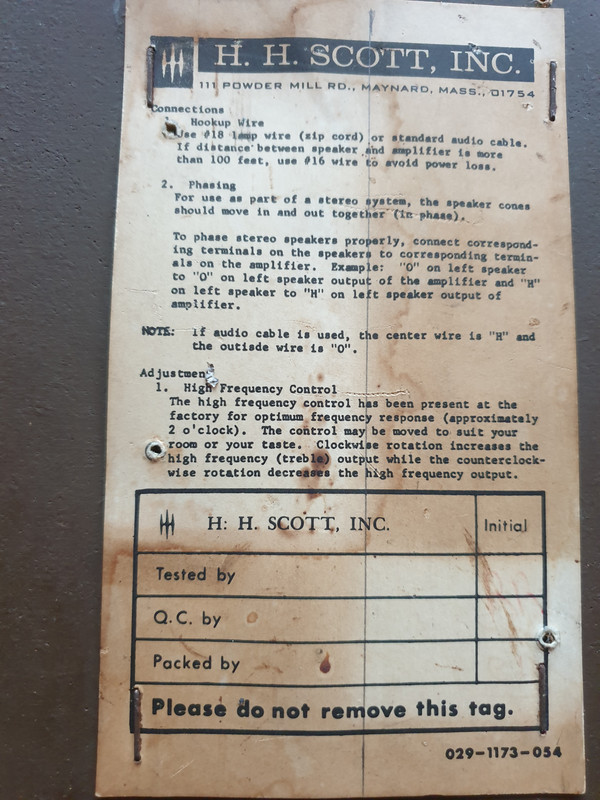 H. H. SCOTT, INC.
111 POWDER MILL RD., MAYNARD, MASS., 01754
Connections
Hookup Wire
Use #18 lamp wire (zip cord) or standard audio cable.
If distance between speaker and amplifier is more
than 100 feet, use #16 wire to avoid power loss.
2. Phasing
For use as part of a stereo system, the speaker cones
should move in and out together (in phase).
To phase stereo speakers properly, connect correspond-
ing terminals on the speakers to corresponding termin-
als on the amplifier. Example: "O" on left speaker
to "O" on left speaker output of the amplifier and "H"
on left speaker to "H" on left speaker output of
amplifier.
NOTE: If audio cable is used, the center wire is "H" and
the outisde wire is "O".
Adjustmen
1. High Frequency Control
The high frequency control has been present at the
factory for optimum frequency response (approximately
2 o'clock). The control may be moved to suit your
room or your taste. Clockwise rotation increases the
high frequency (treble) output while the counterclock-
wise rotation decreases the high frequency output.
H: H. SCOTT, INC.
Initial
Tested by
Q.C. by
Packed by
Please do not remove this tag.
029-1173-054